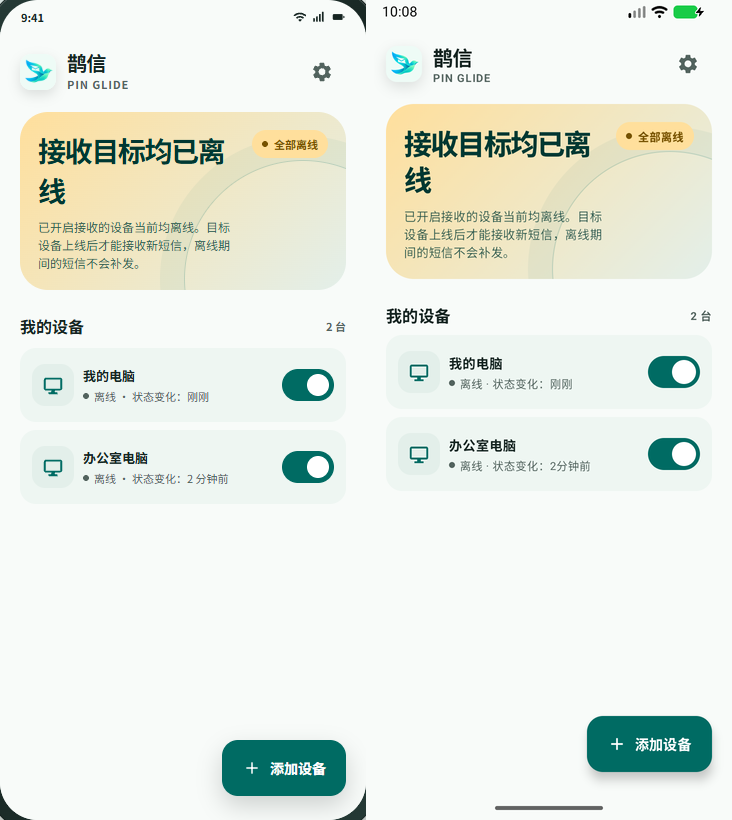 9:41
鹊信
PIN GLIDE
接收目标均已离
线
全部离线
已开启接收的设备当前均离线。目标
设备上线后才能接收新短信，离线期
间的短信不会补发。
我的设备
2 台
我的电脑
离线 · 状态变化：刚刚
办公室电脑
离线 · 状态变化：2 分钟前
添加设备
10:08
鹊信
PIN GLIDE
接收目标均已离
线
全部离线
已开启接收的设备当前均离线。目标
设备上线后才能接收新短信，离线期
间的短信不会补发。
我的设备
2 台
我的电脑
离线 · 状态变化：刚刚
办公室电脑
离线 · 状态变化：2分钟前
添加设备